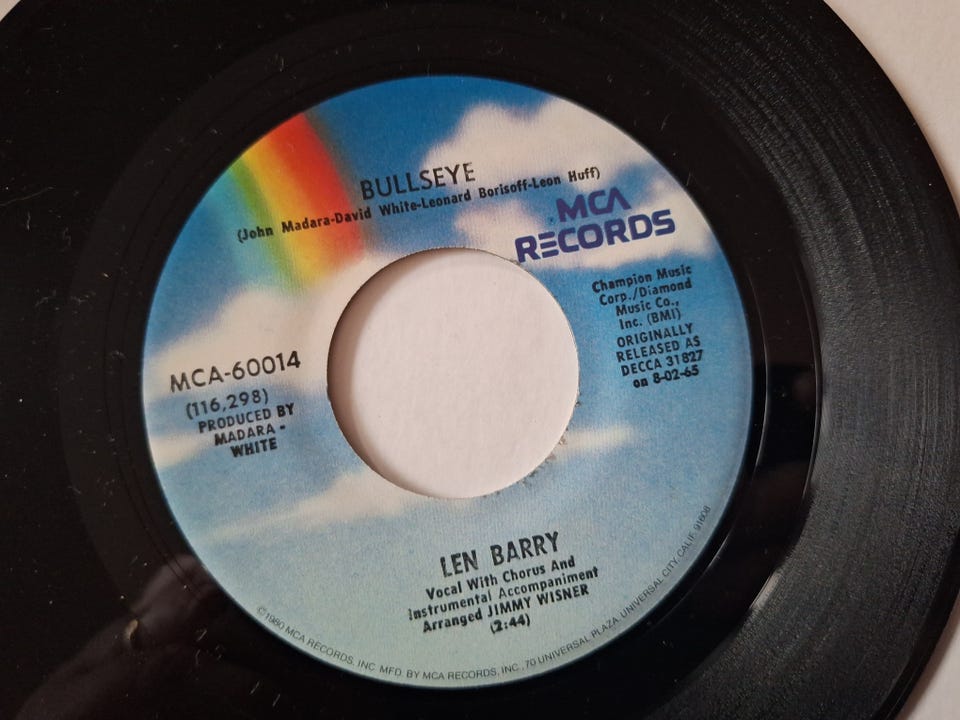 BULLSEYE
(John Madara-David White-Leonard Borisoff-Leon Huff)
MCA
RECORDS
Champion Music
Corp./Diamond
Music Co.,
Inc. (BMI)
ORIGINALLY
RELEASED AS
DECCA 31827
on 8-02-65
MCA-60014
(116,298)
PRODUCED BY
MADARA -
WHITE
LEN BARRY
Vocal With Chorus And
Instrumental Accompaniment
Arranged JIMMY WISNER
(2:44)
©1980 MCA RECORDS, INC MFD. BY MCA RECORDS, INC., 70 UNIVERSAL PLAZA, UNIVERSAL CITY, CALIF. 91608